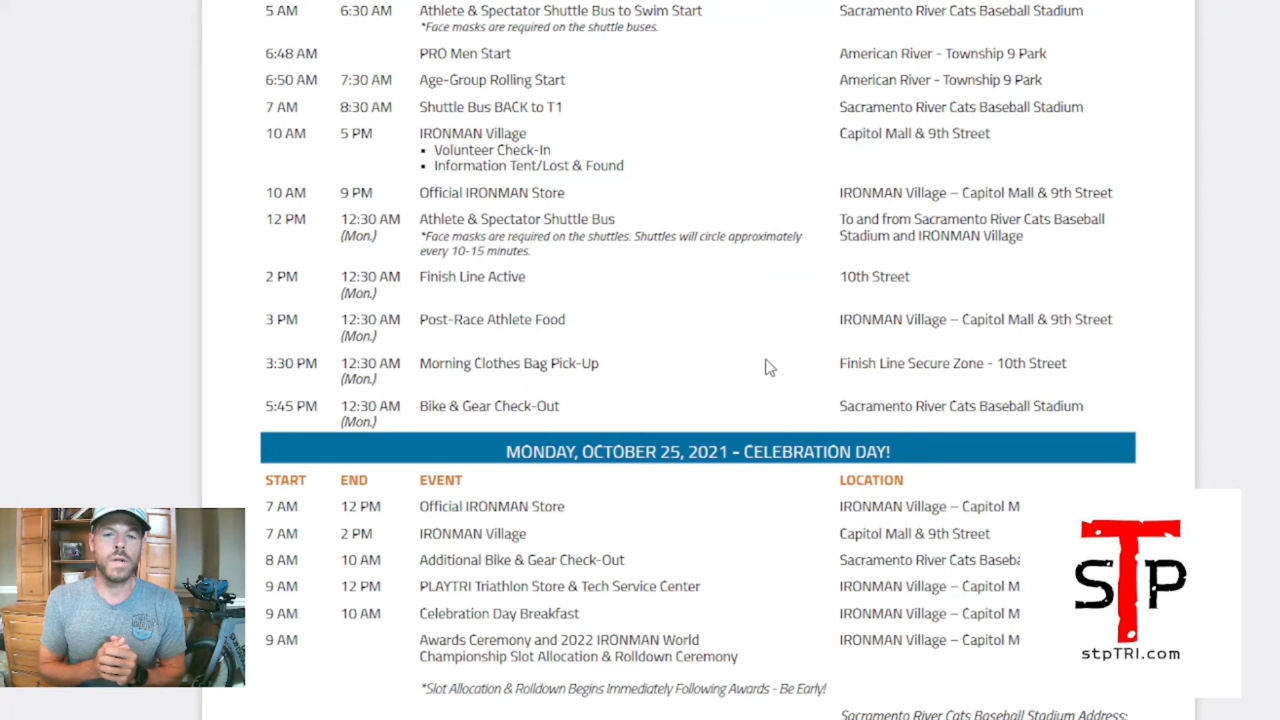 5 AM 6:30 AM Athlete & Spectator Shuttle Bus to Swim Start Sacramento River Cats Baseball Stadium
*Face masks are required on the shuttle buses.
6:48 AM PRO Men Start American River - Township 9 Park
6:50 AM 7:30 AM Age-Group Rolling Start American River - Township 9 Park
7 AM 8:30 AM Shuttle Bus BACK to T1 Sacramento River Cats Baseball Stadium
10 AM 5 PM IRONMAN Village Capitol Mall & 9th Street
▪ Volunteer Check-In
▪ Information Tent/Lost & Found
10 AM 9 PM Official IRONMAN Store IRONMAN Village – Capitol Mall & 9th Street
12 PM 12:30 AM Athlete & Spectator Shuttle Bus To and from Sacramento River Cats Baseball
(Mon.) *Face masks are required on the shuttles. Shuttles will circle approximately Stadium and IRONMAN Village
every 10-15 minutes.
2 PM 12:30 AM Finish Line Active 10th Street
(Mon.)
3 PM 12:30 AM Post-Race Athlete Food IRONMAN Village – Capitol Mall & 9th Street
(Mon.)
3:30 PM 12:30 AM Morning Clothes Bag Pick-Up Finish Line Secure Zone - 10th Street
(Mon.)
5:45 PM 12:30 AM Bike & Gear Check-Out Sacramento River Cats Baseball Stadium
(Mon.)
MONDAY, OCTOBER 25, 2021 - CELEBRATION DAY!
START END EVENT LOCATION
7 AM 12 PM Official IRONMAN Store IRONMAN Village – Capitol M
7 AM 2 PM IRONMAN Village Capitol Mall & 9th Street
8 AM 10 AM Additional Bike & Gear Check-Out Sacramento River Cats Baseba
9 AM 12 PM PLAYTRI Triathlon Store & Tech Service Center IRONMAN Village – Capitol M
9 AM 10 AM Celebration Day Breakfast IRONMAN Village – Capitol M
9 AM Awards Ceremony and 2022 IRONMAN World IRONMAN Village – Capitol M
Championship Slot Allocation & Rolldown Ceremony
*Slot Allocation & Rolldown Begins Immediately Following Awards - Be Early!
Sacramento River Cats Baseball Stadium Address:
STP
stpTRI.com